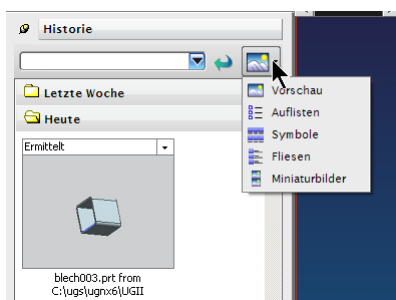 Historie
Letzte Woche
Heute
Ermittelt
blech003.prt from
C:\ugs\ugnx6\UGII
Vorschau
Auflisten
Symbole
Fliesen
Miniaturbilder